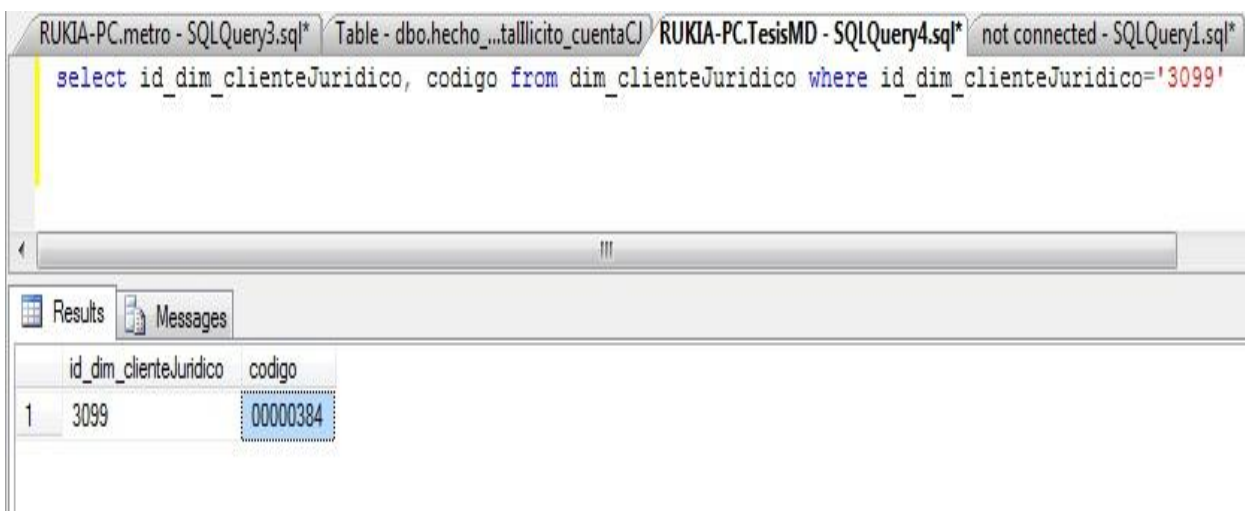 RUKIA-PC.metro - SQLQuery3.sql* Table - dbo.hecho_...talIlicito_cuentaCJ RUKIA-PC.TesisMD - SQLQuery4.sql* not connected - SQLQuery1.sql*
select id_dim_clienteJuridico, codigo from dim_clienteJuridico where id_dim_clienteJuridico='3099'
Results Messages
id_dim_clienteJuridico codigo
1 3099 00000384